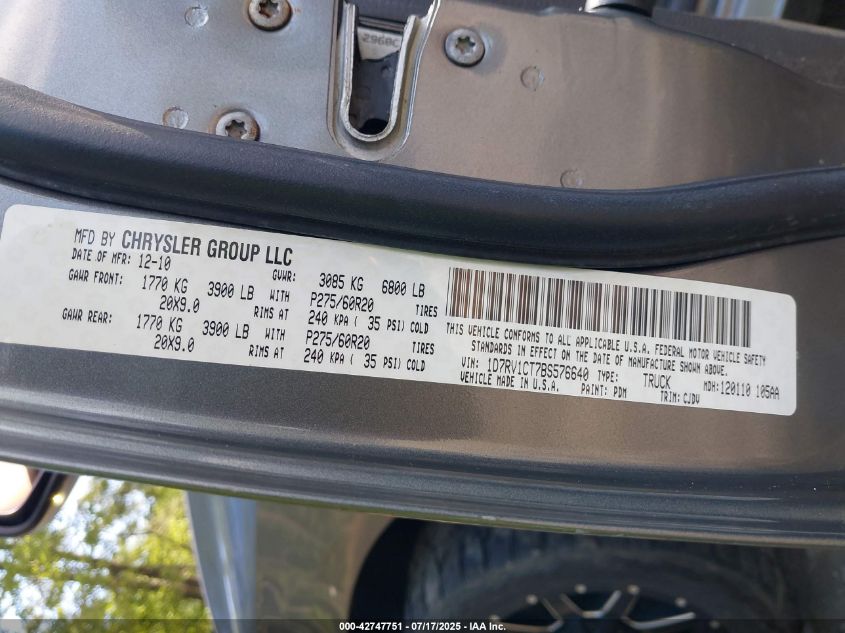 2968C
MFD BY CHRYSLER GROUP LLC
DATE OF MFR: 12-10 GVWR: 3085 KG 6800 LB
GAWR FRONT: 1770 KG 3900 LB WITH P275/60R20 TIRES
20X9.0 RIMS AT 240 KPA ( 35 PSI) COLD
GAWR REAR: 1770 KG 3900 LB WITH P275/60R20 TIRES
20X9.0 RIMS AT 240 KPA ( 35 PSI) COLD
THIS VEHICLE CONFORMS TO ALL APPLICABLE U.S.A. FEDERAL MOTOR VEHICLE SAFETY
STANDARDS IN EFFECT ON THE DATE OF MANUFACTURE SHOWN ABOVE.
VIN: 1D7RV1CT7BS576640 TYPE: TRUCK MDH:120110 105AA
VEHICLE MADE IN U.S.A. PAINT: PDM TRIM: CJDV
000-42747751 - 07/17/2025 - IAA Inc.